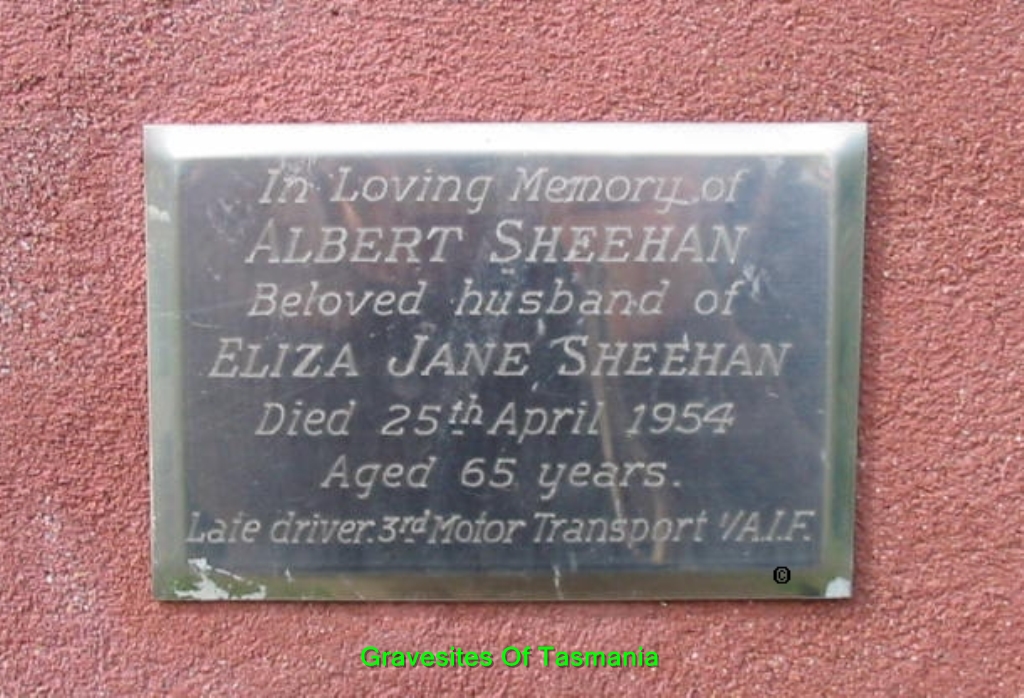 In Loving Memory of
ALBERT SHEEHAN
Beloved husband of
ELIZA JANE SHEEHAN
Died 25th April 1954
Aged 65 years.
Late driver. 3rd Motor Transport 1/A.I.F.
©
Gravesites Of Tasmania